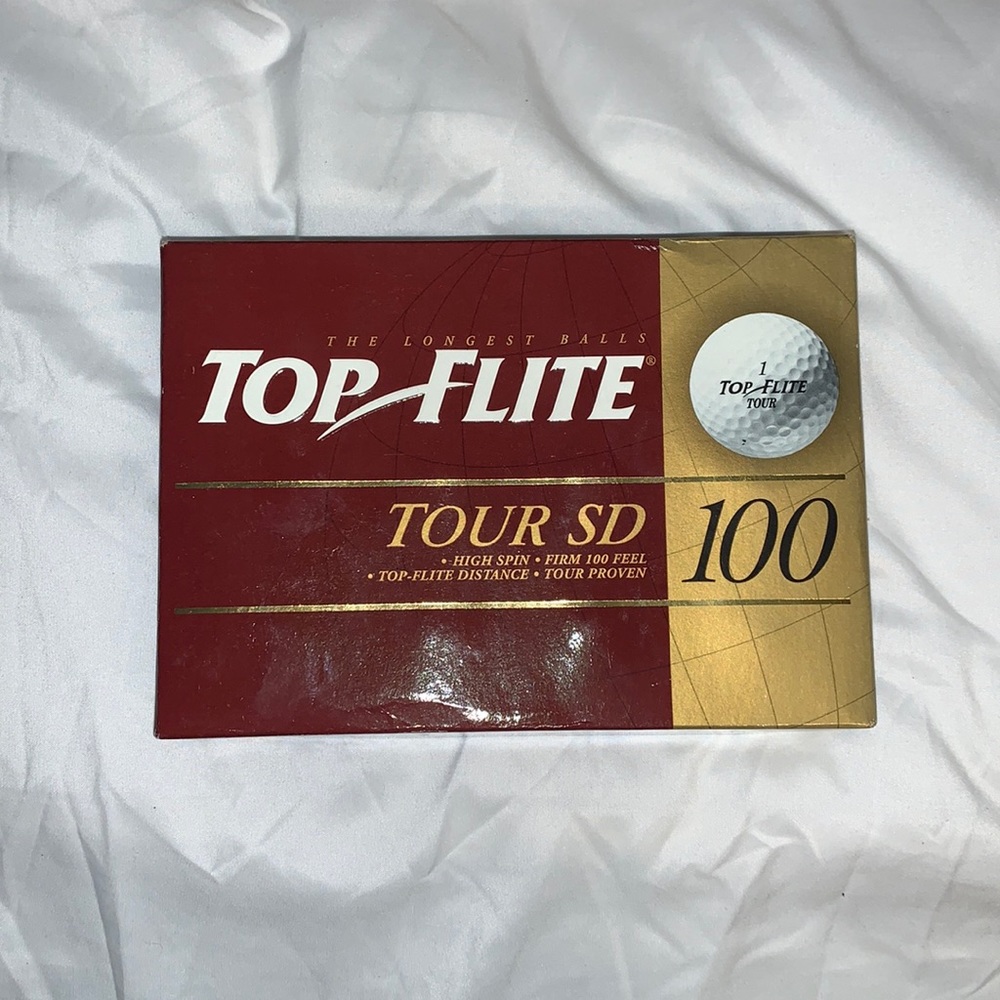 THE LONGEST BALLS
TOP-FLITE®
1
TOP-FLITE
TOUR
TOUR SD
• HIGH SPIN • FIRM 100 FEEL
• TOP-FLITE DISTANCE • TOUR PROVEN
100